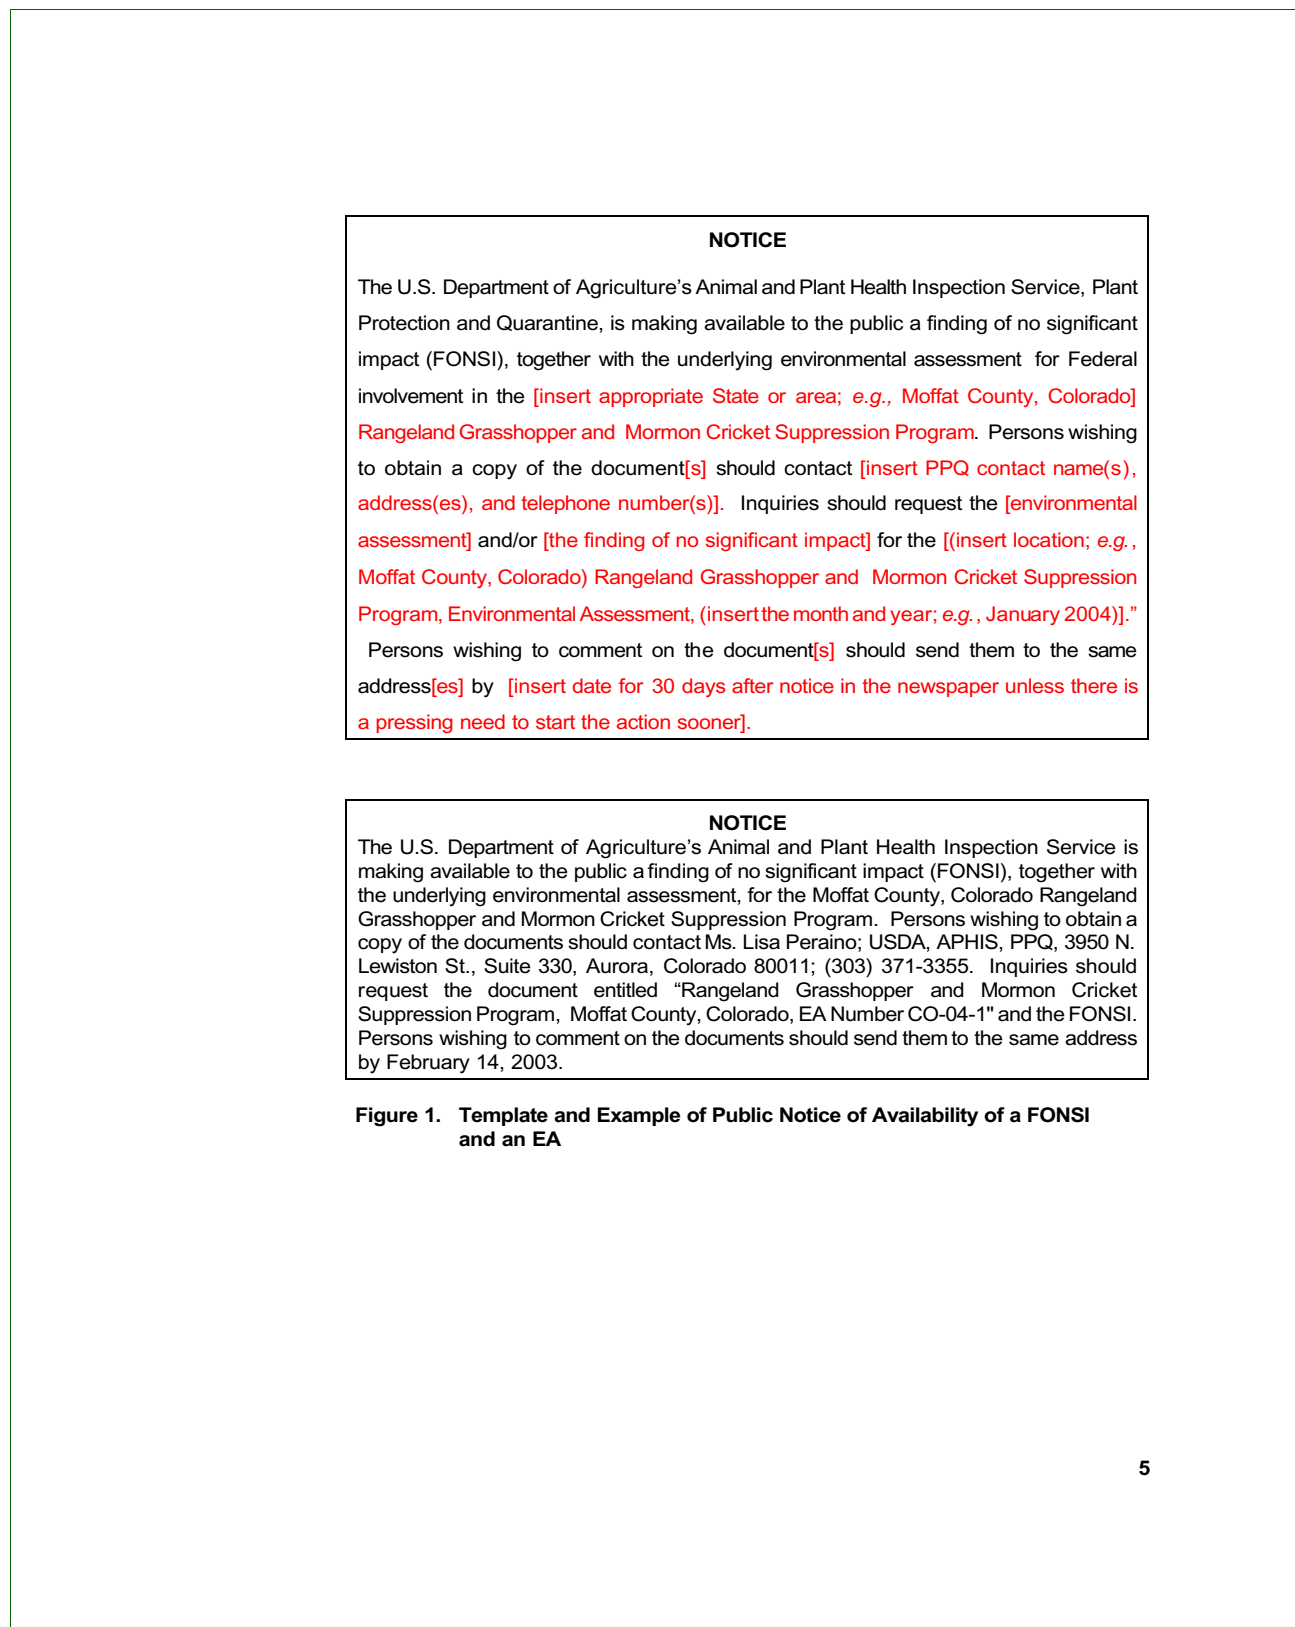 NOTICE
The U.S. Department of Agriculture’s Animal and Plant Health Inspection Service, Plant
Protection and Quarantine, is making available to the public a finding of no significant
impact (FONSI), together with the underlying environmental assessment for Federal
involvement in the [insert appropriate State or area; e.g., Moffat County, Colorado]
Rangeland Grasshopper and Mormon Cricket Suppression Program. Persons wishing
to obtain a copy of the document[s] should contact [insert PPQ contact name(s),
address(es), and telephone number(s)]. Inquiries should request the [environmental
assessment] and/or [the finding of no significant impact] for the [(insert location; e.g.,
Moffat County, Colorado) Rangeland Grasshopper and Mormon Cricket Suppression
Program, Environmental Assessment, (insert the month and year; e.g., January 2004)].”
Persons wishing to comment on the document[s] should send them to the same
address[es] by [insert date for 30 days after notice in the newspaper unless there is
a pressing need to start the action sooner].
NOTICE
The U.S. Department of Agriculture’s Animal and Plant Health Inspection Service is
making available to the public a finding of no significant impact (FONSI), together with
the underlying environmental assessment, for the Moffat County, Colorado Rangeland
Grasshopper and Mormon Cricket Suppression Program. Persons wishing to obtain a
copy of the documents should contact Ms. Lisa Peraino; USDA, APHIS, PPQ, 3950 N.
Lewiston St., Suite 330, Aurora, Colorado 80011; (303) 371-3355. Inquiries should
request the document entitled “Rangeland Grasshopper and Mormon Cricket
Suppression Program, Moffat County, Colorado, EA Number CO-04-1" and the FONSI.
Persons wishing to comment on the documents should send them to the same address
by February 14, 2003.
Figure 1. Template and Example of Public Notice of Availability of a FONSI
and an EA
5